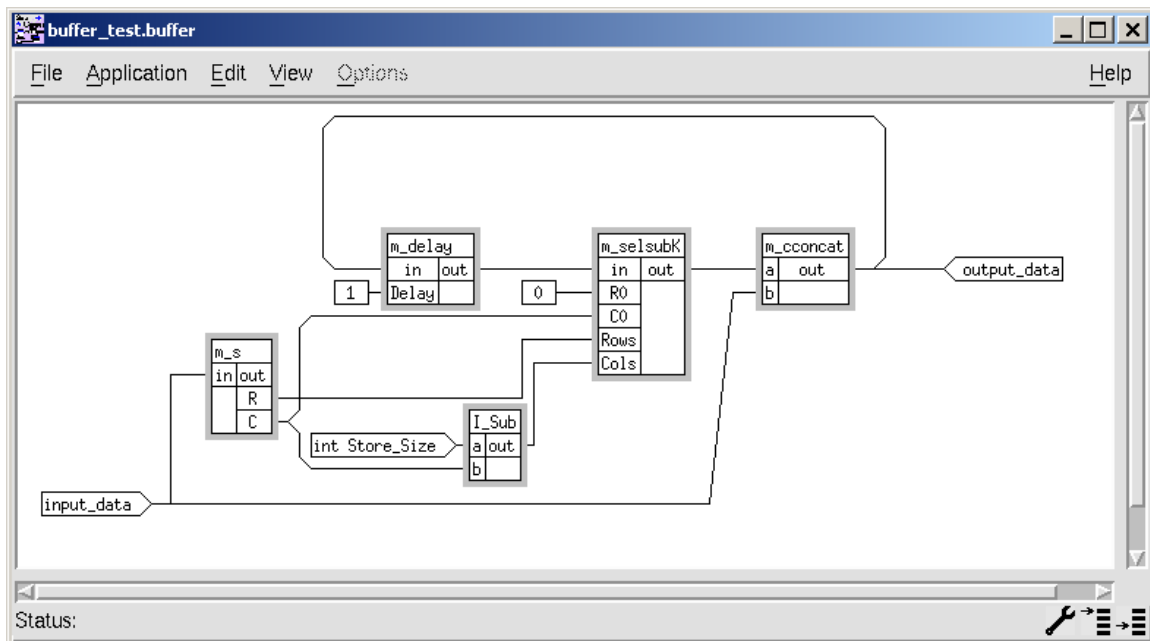 buffer_test.buffer
File Application Edit View Options Help
m_delay
in out
1 Delay
m_selsubK
in out
0 R0
C0
Rows
Cols
m_cconcat
a out
b
output_data
m_s
in out
R
C
I_Sub
int Store_Size a out
b
input_data
Status: